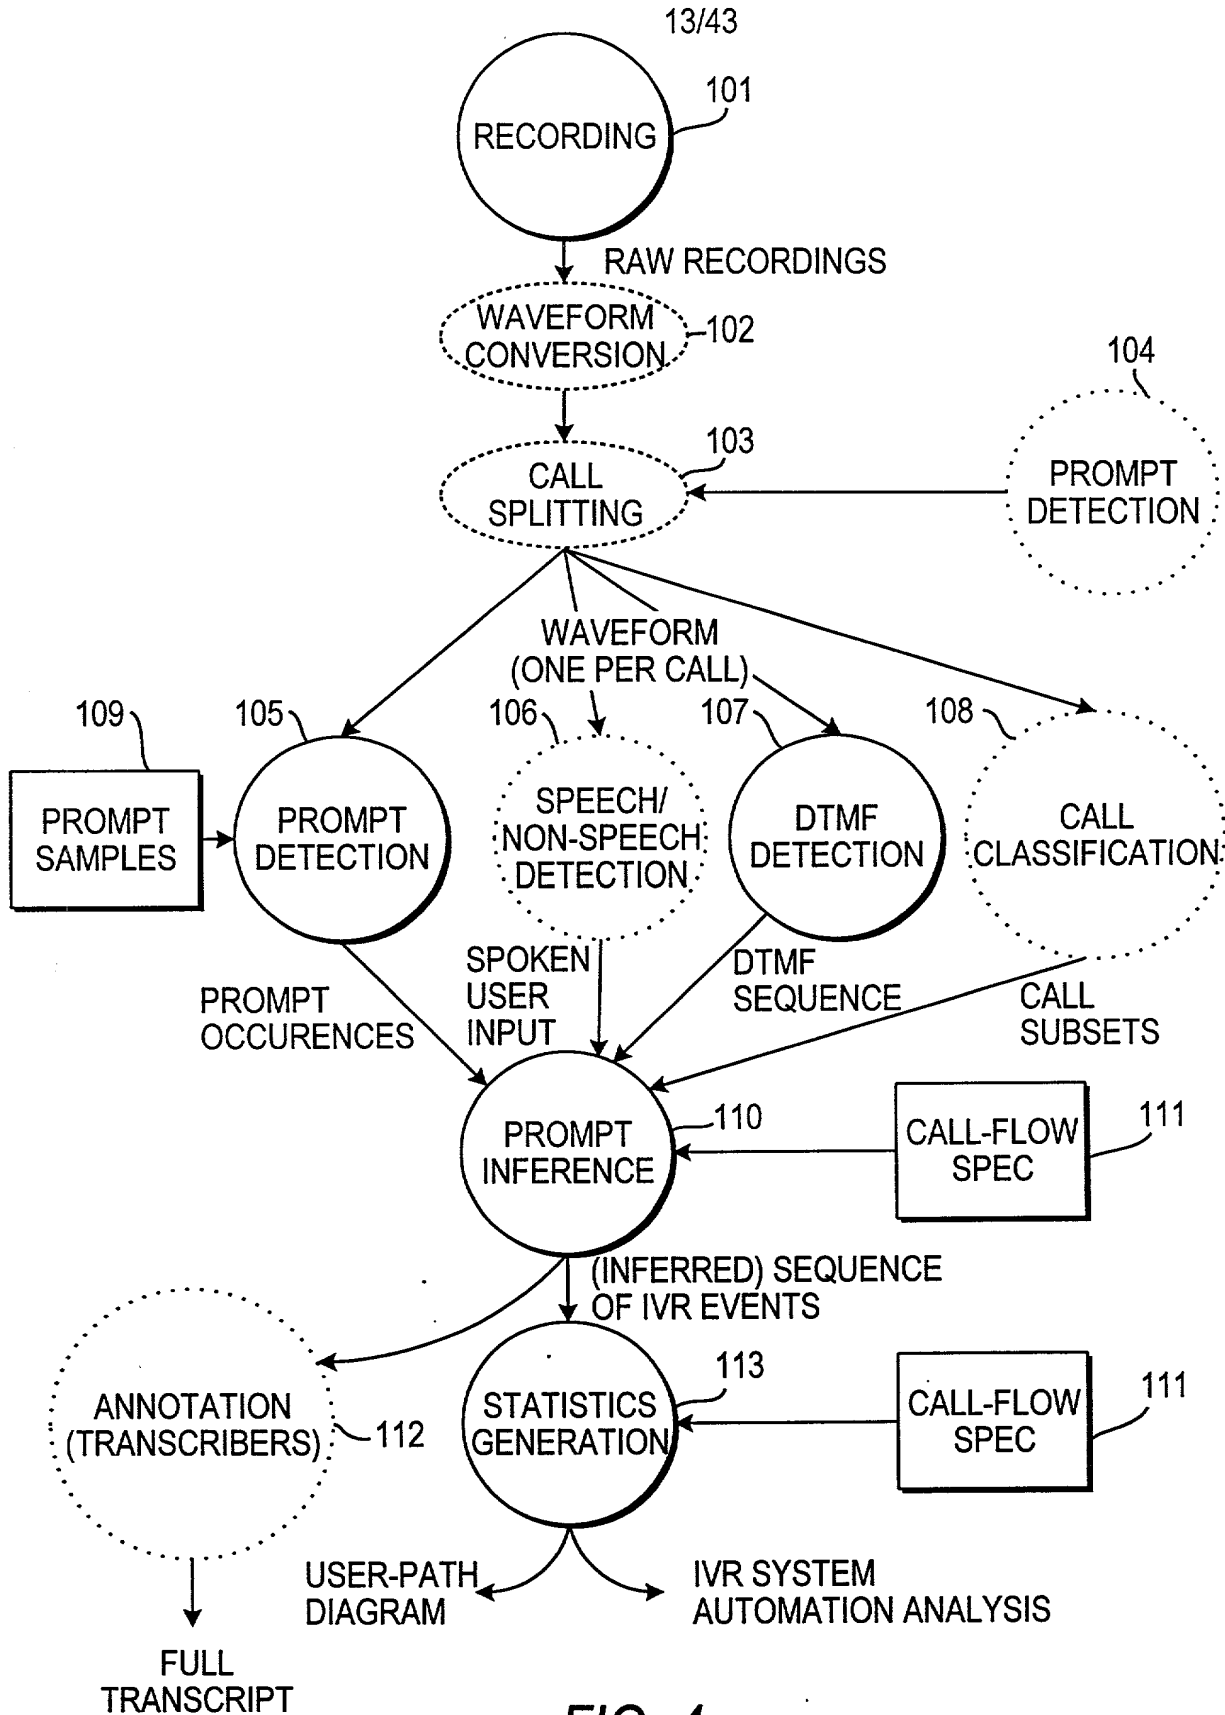 13/43
101
RECORDING
RAW RECORDINGS
WAVEFORM
CONVERSION
102
104
103
CALL
SPLITTING
PROMPT
DETECTION
WAVEFORM
(ONE PER CALL)
109
105
106
107
108
PROMPT
SAMPLES
PROMPT
DETECTION
SPEECH/
NON-SPEECH
DETECTION
DTMF
DETECTION
CALL
CLASSIFICATION
PROMPT
OCCURENCES
SPOKEN
USER
INPUT
DTMF
SEQUENCE
CALL
SUBSETS
PROMPT
INFERENCE
110
CALL-FLOW
SPEC
111
(INFERRED) SEQUENCE
OF IVR EVENTS
ANNOTATION
(TRANSCRIBERS)
112
STATISTICS
GENERATION
113
CALL-FLOW
SPEC
111
USER-PATH
DIAGRAM
IVR SYSTEM
AUTOMATION ANALYSIS
FULL
TRANSCRIPT